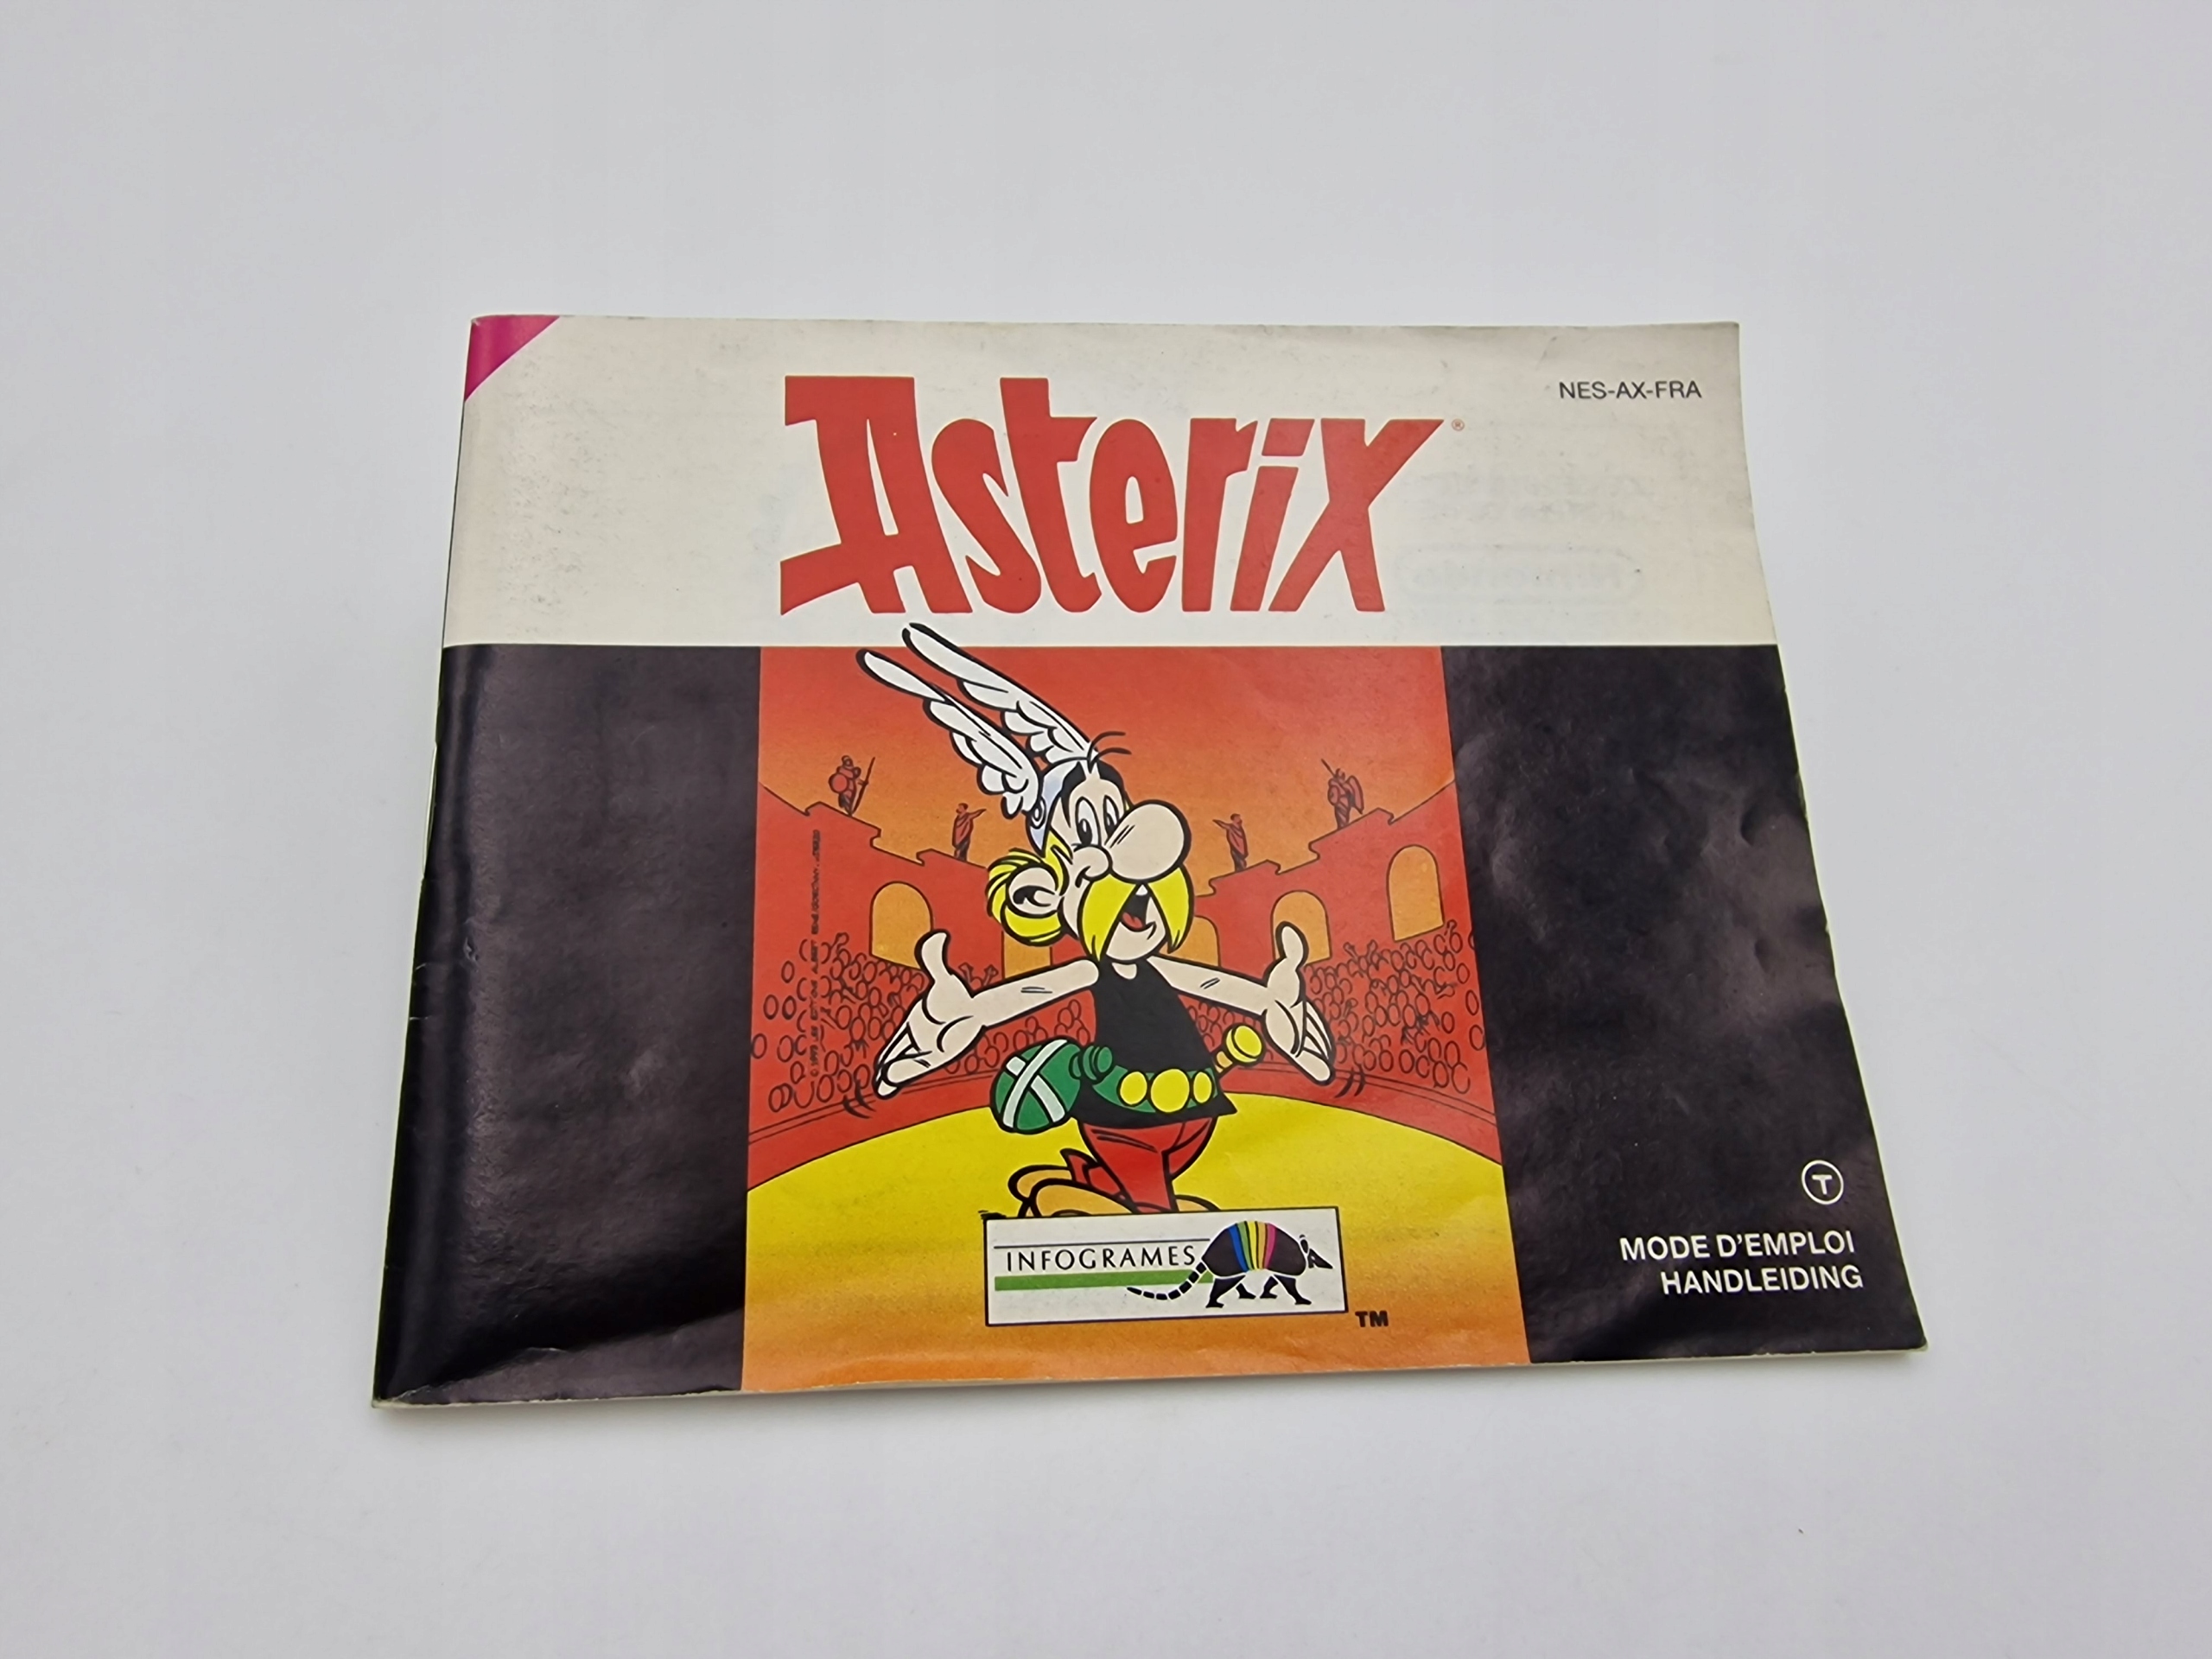 Asterix®
NES-AX-FRA
INFOGRAMES
TM
T
MODE D'EMPLOI
HANDLEIDING